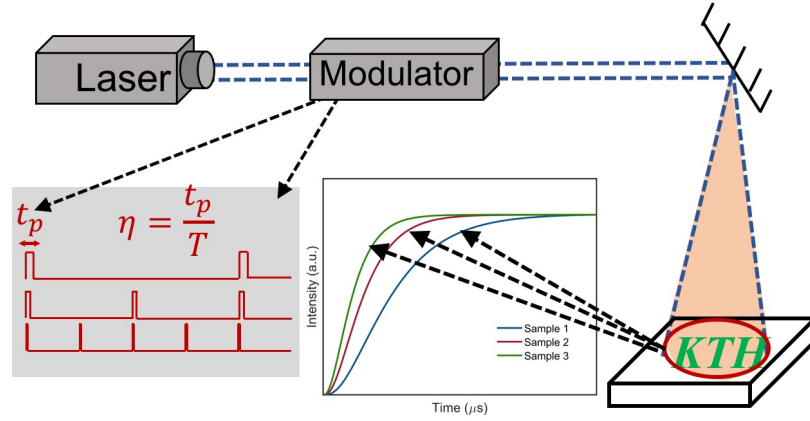 Laser
Modulator
t_p
η = t_p / T
Intensity (a.u.)
Sample 1
Sample 2
Sample 3
Time (μs)
KTH